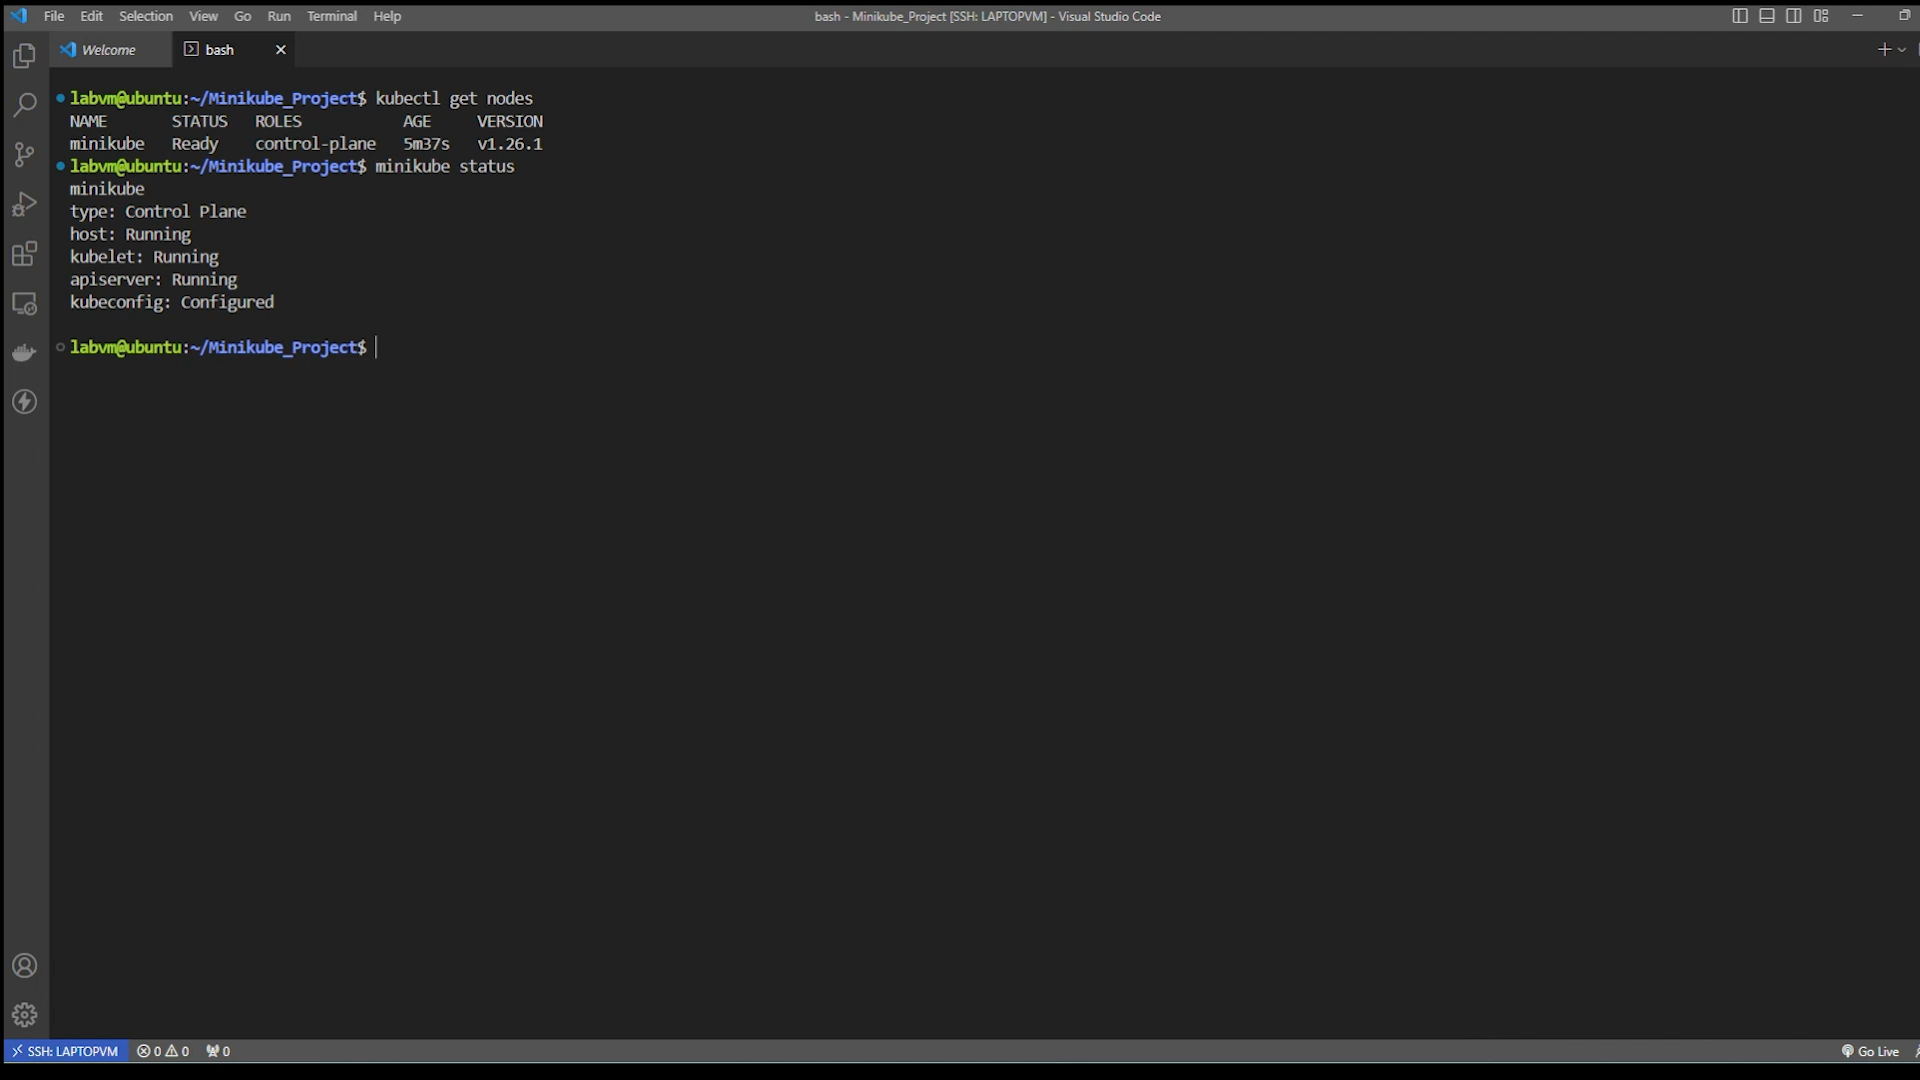 File Edit Selection View Go Run Terminal Help
bash - Minikube_Project [SSH: LAPTOPVM] - Visual Studio Code
Welcome bash
labvm@ubuntu:~/Minikube_Project$ kubectl get nodes
NAME STATUS ROLES AGE VERSION
minikube Ready control-plane 5m37s v1.26.1
labvm@ubuntu:~/Minikube_Project$ minikube status
minikube
type: Control Plane
host: Running
kubelet: Running
apiserver: Running
kubeconfig: Configured
labvm@ubuntu:~/Minikube_Project$
SSH: LAPTOPVM 0 0 0 Go Live